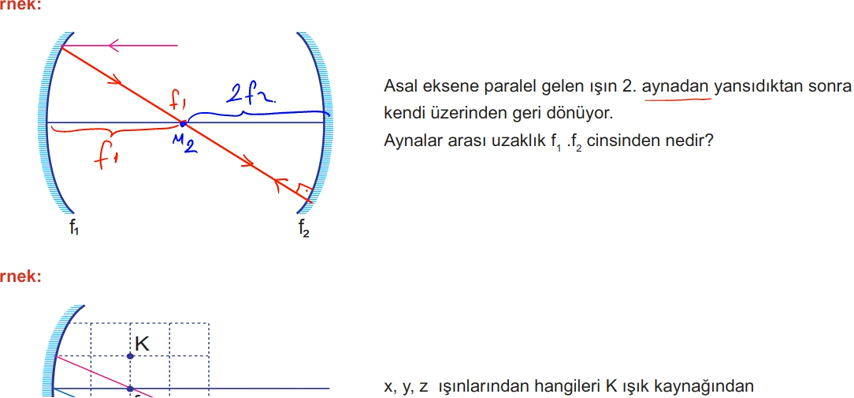 rnek:
f₁
2f₂
Asal eksene paralel gelen ışın 2. aynadan yansıdıktan sonra
kendi üzerinden geri dönüyor.
M₂
f₁
Aynalar arası uzaklık f₁ .f₂ cinsinden nedir?
f₁
f₂
rnek:
K
x, y, z ışınlarından hangileri K ışık kaynağından